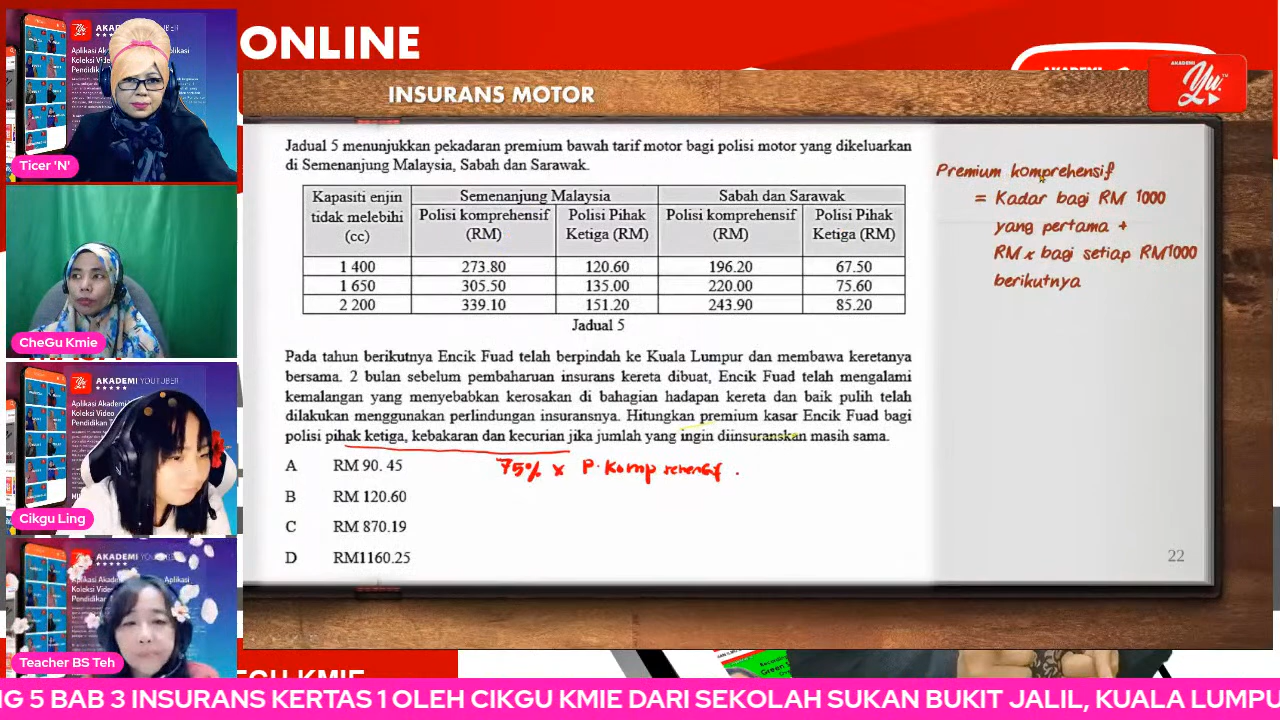 ONLINE
AKADEMI
AKADEMI
Yu
INSURANS MOTOR
Jadual 5 menunjukkan pekadaran premium bawah tarif motor bagi polisi motor yang dikeluarkan
di Semenanjung Malaysia, Sabah dan Sarawak.
Kapasiti enjin tidak melebihi (cc) Semenanjung Malaysia Sabah dan Sarawak
Polisi komprehensif (RM) Polisi Pihak Ketiga (RM) Polisi komprehensif (RM) Polisi Pihak Ketiga (RM)
1 400 273.80 120.60 196.20 67.50
1 650 305.50 135.00 220.00 75.60
2 200 339.10 151.20 243.90 85.20
Jadual 5
Pada tahun berikutnya Encik Fuad telah berpindah ke Kuala Lumpur dan membawa keretanya
bersama. 2 bulan sebelum pembaharuan insurans kereta dibuat, Encik Fuad telah mengalami
kemalangan yang menyebabkan kerosakan di bahagian hadapan kereta dan baik pulih telah
dilakukan menggunakan perlindungan insuransnya. Hitungkan premium kasar Encik Fuad bagi
polisi pihak ketiga, kebakaran dan kecurian jika jumlah yang ingin diinsuranskan masih sama.
75% x P. Komprehensif.
A RM 90. 45
B RM 120.60
C RM 870.19
D RM1160.25
Premium komprehensif
= Kadar bagi RM 1000
yang pertama +
RM x bagi setiap RM1000
berikutnya
22
AKADEMI
Ticer 'N'
CheGu Kmie
AKADEMI YOUTUBER
Cikgu Ling
AKADEMI YOUTUBER
Teacher BS Teh
NG 5 BAB 3 INSURANS KERTAS 1 OLEH CIKGU KMIE DARI SEKOLAH SUKAN BUKIT JALIL, KUALA LUMPU